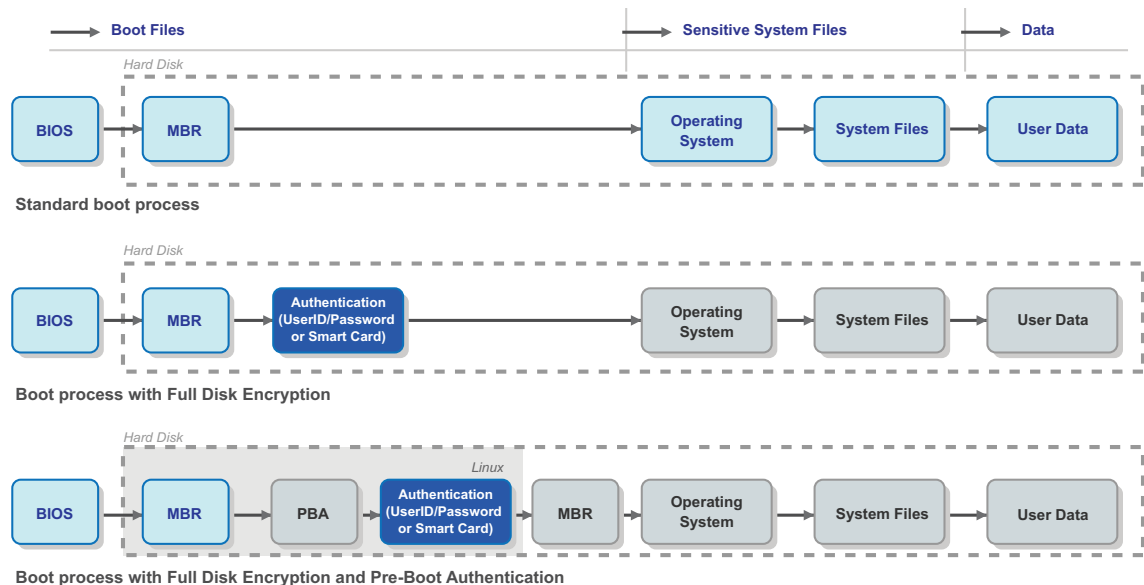 Boot Files
Sensitive System Files
Data
Hard Disk
BIOS
MBR
Operating
System
System Files
User Data
Standard boot process
Hard Disk
BIOS
MBR
Authentication
(UserID/Password
or Smart Card)
Operating
System
System Files
User Data
Boot process with Full Disk Encryption
Hard Disk
Linux
BIOS
MBR
PBA
Authentication
(UserID/Password
or Smart Card)
MBR
Operating
System
System Files
User Data
Boot process with Full Disk Encryption and Pre-Boot Authentication